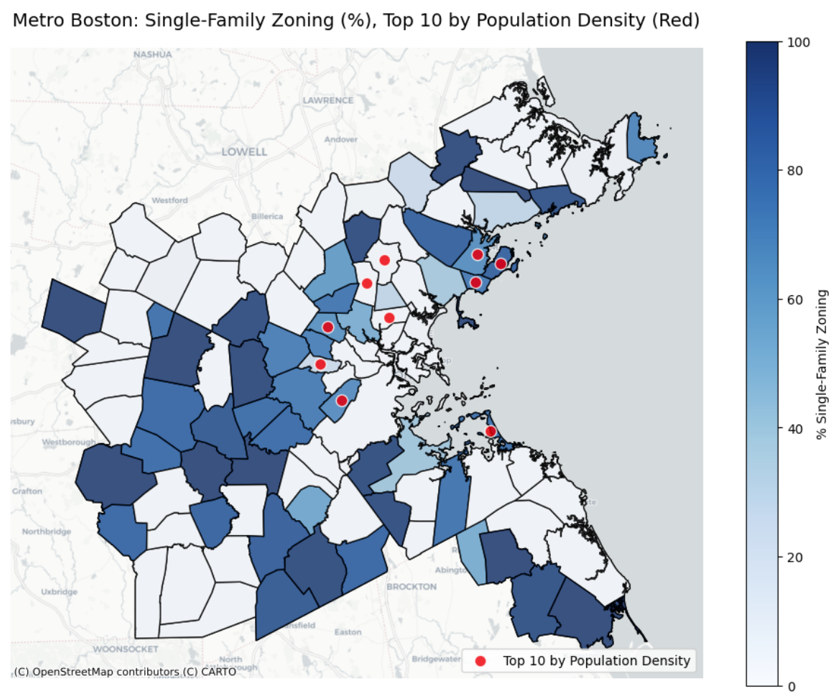 Metro Boston: Single-Family Zoning (%), Top 10 by Population Density (Red)
NASHUA
LAWRENCE
Andover
LOWELL
Westford
Billerica
Westborough
Grafton
Northbridge
Uxbridge
WOONSOCKET
North
BROCKTON
Easton
Bridgewater
Abington
Top 10 by Population Density
(C) OpenStreetMap contributors (C) CARTO
100
80
60
40
20
0
% Single-Family Zoning